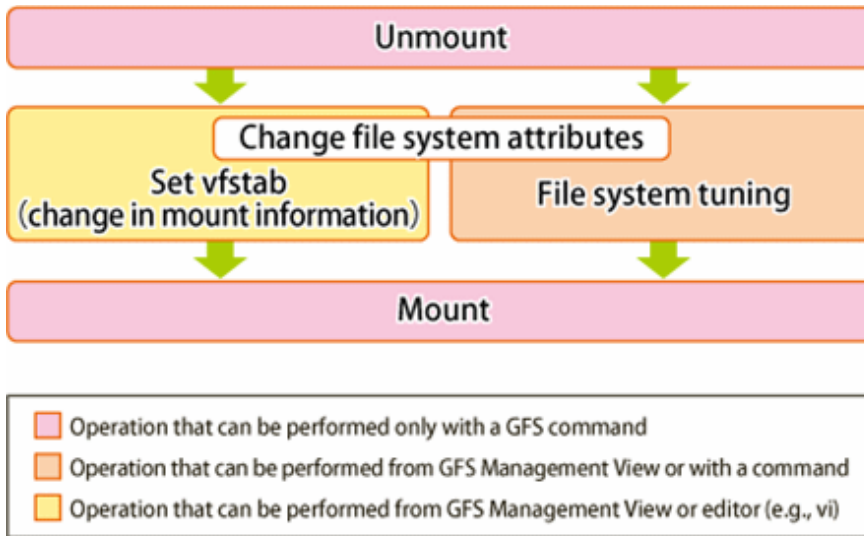 Unmount
Change file system attributes
Set vfstab
(change in mount information)
File system tuning
Mount
Operation that can be performed only with a GFS command
Operation that can be performed from GFS Management View or with a command
Operation that can be performed from GFS Management View or editor (e.g., vi)